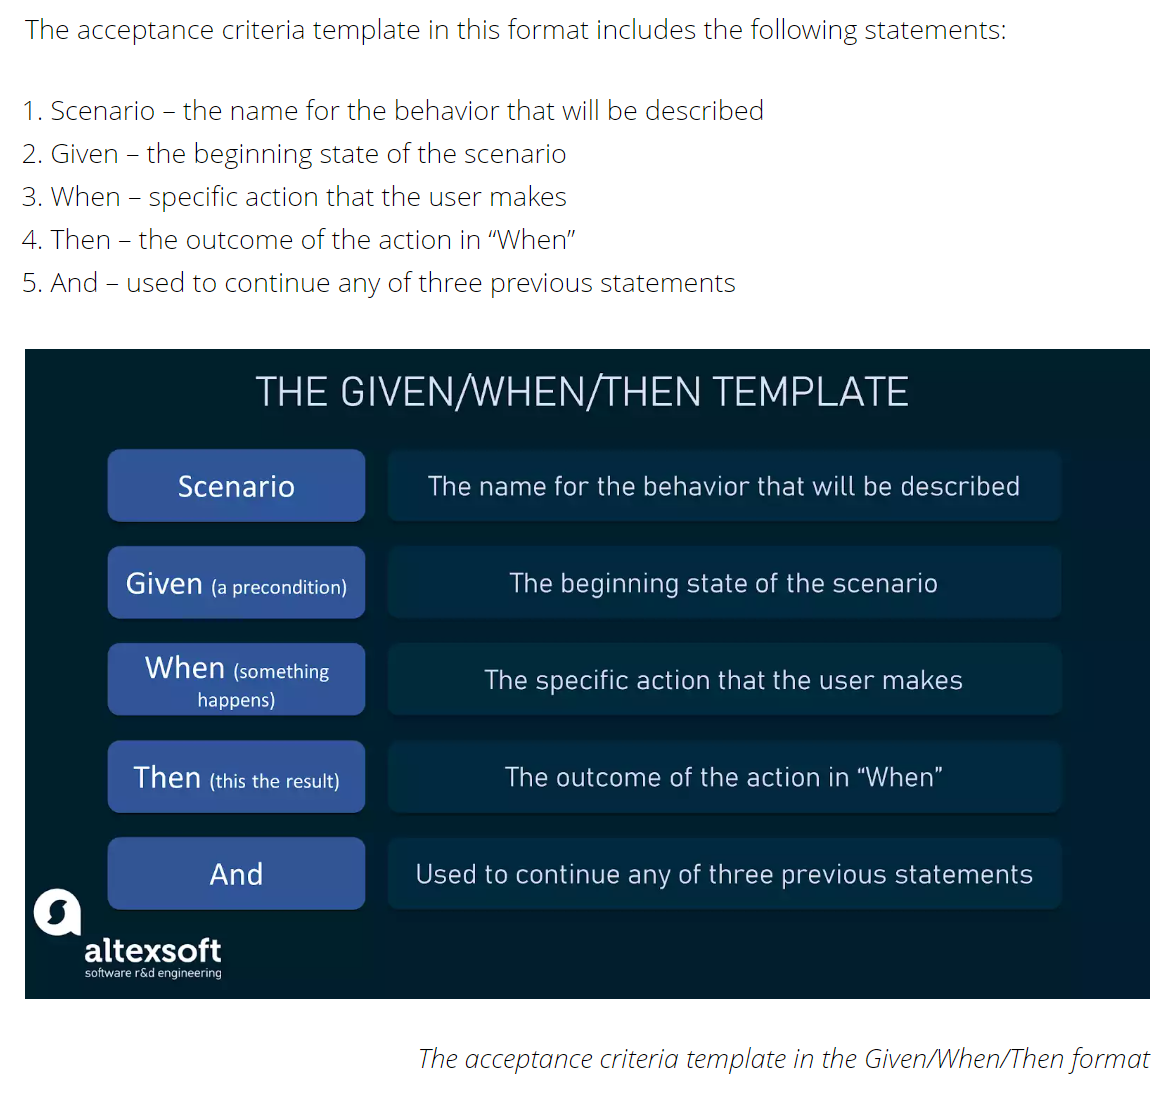 The acceptance criteria template in this format includes the following statements:
1. Scenario – the name for the behavior that will be described
2. Given – the beginning state of the scenario
3. When – specific action that the user makes
4. Then – the outcome of the action in “When”
5. And – used to continue any of three previous statements
THE GIVEN/WHEN/THEN TEMPLATE
Scenario
The name for the behavior that will be described
Given (a precondition)
The beginning state of the scenario
When (something
happens)
The specific action that the user makes
Then (this the result)
The outcome of the action in “When”
And
Used to continue any of three previous statements
altexsoft
software r&d engineering
The acceptance criteria template in the Given/When/Then format